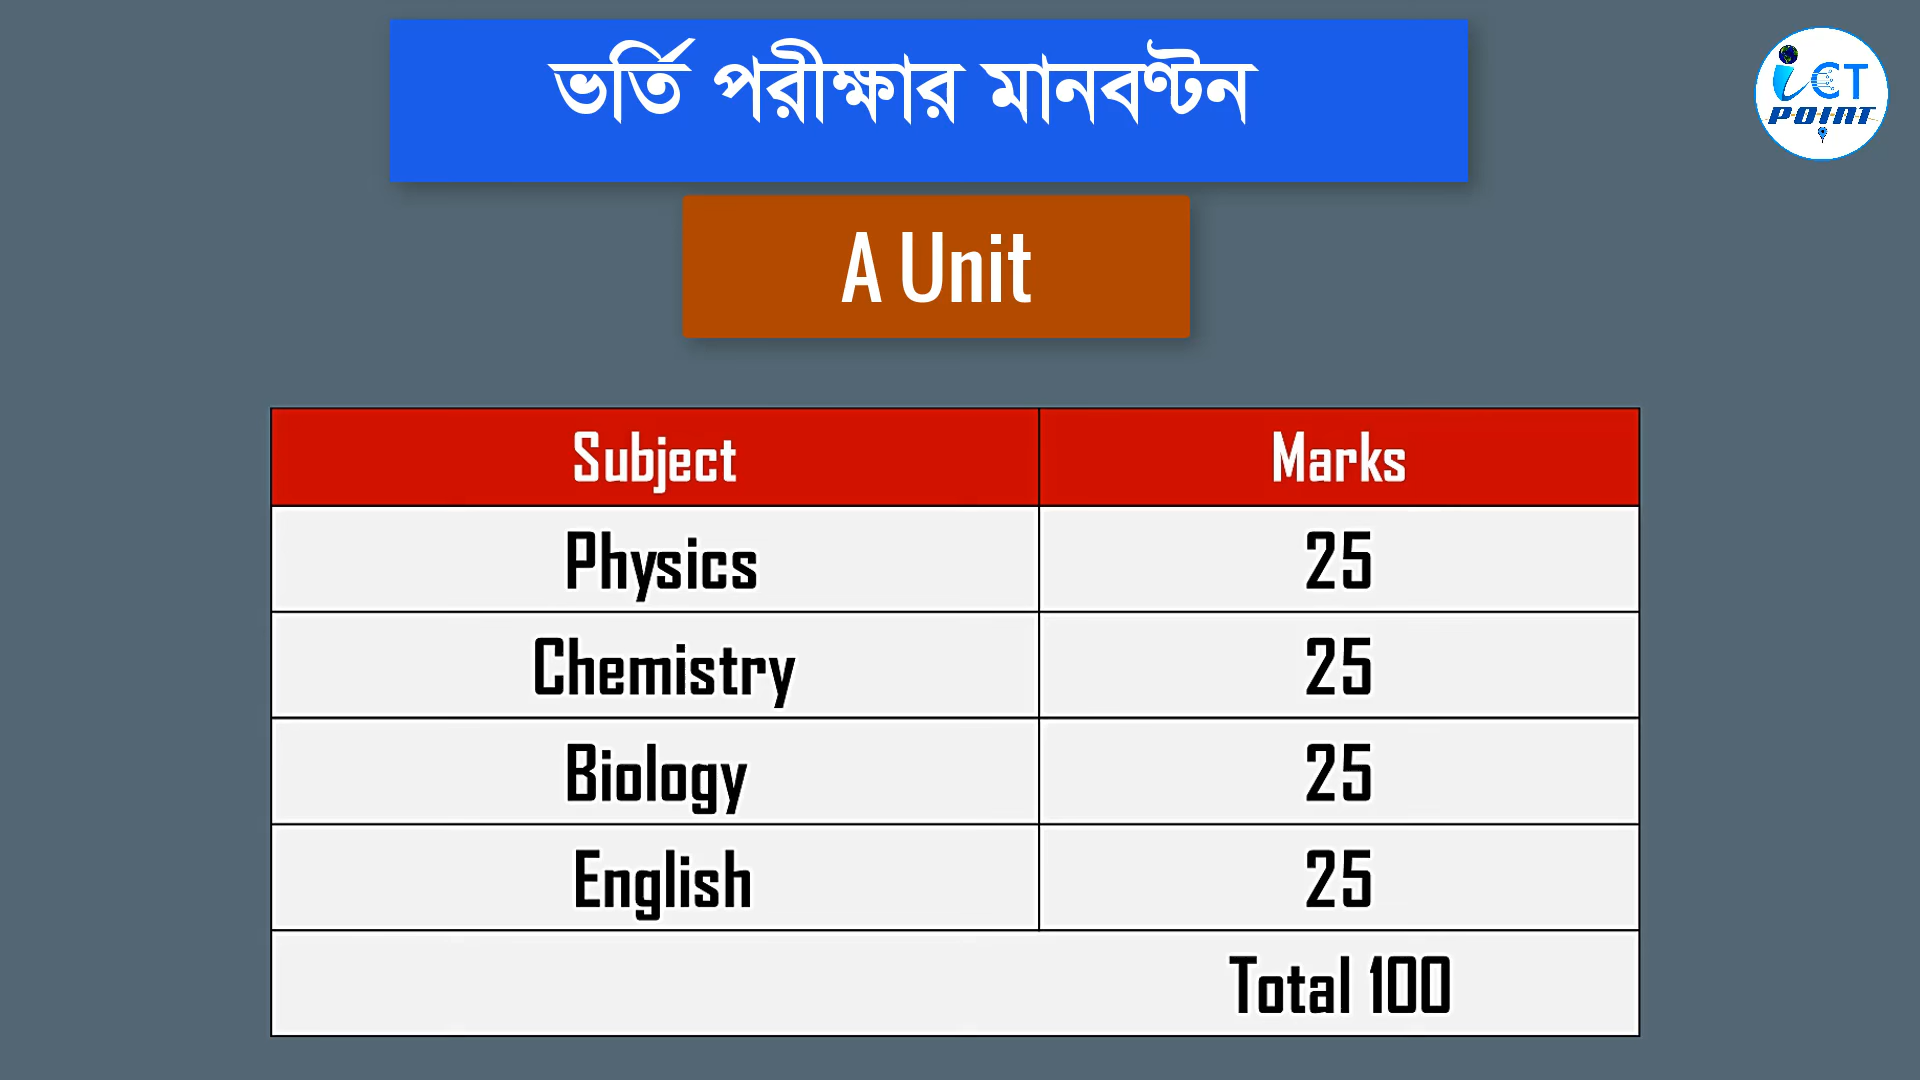 ভর্তি পরীক্ষার মানবণ্টন
iCT
POINT
A Unit
Subject Marks
Physics 25
Chemistry 25
Biology 25
English 25
Total 100